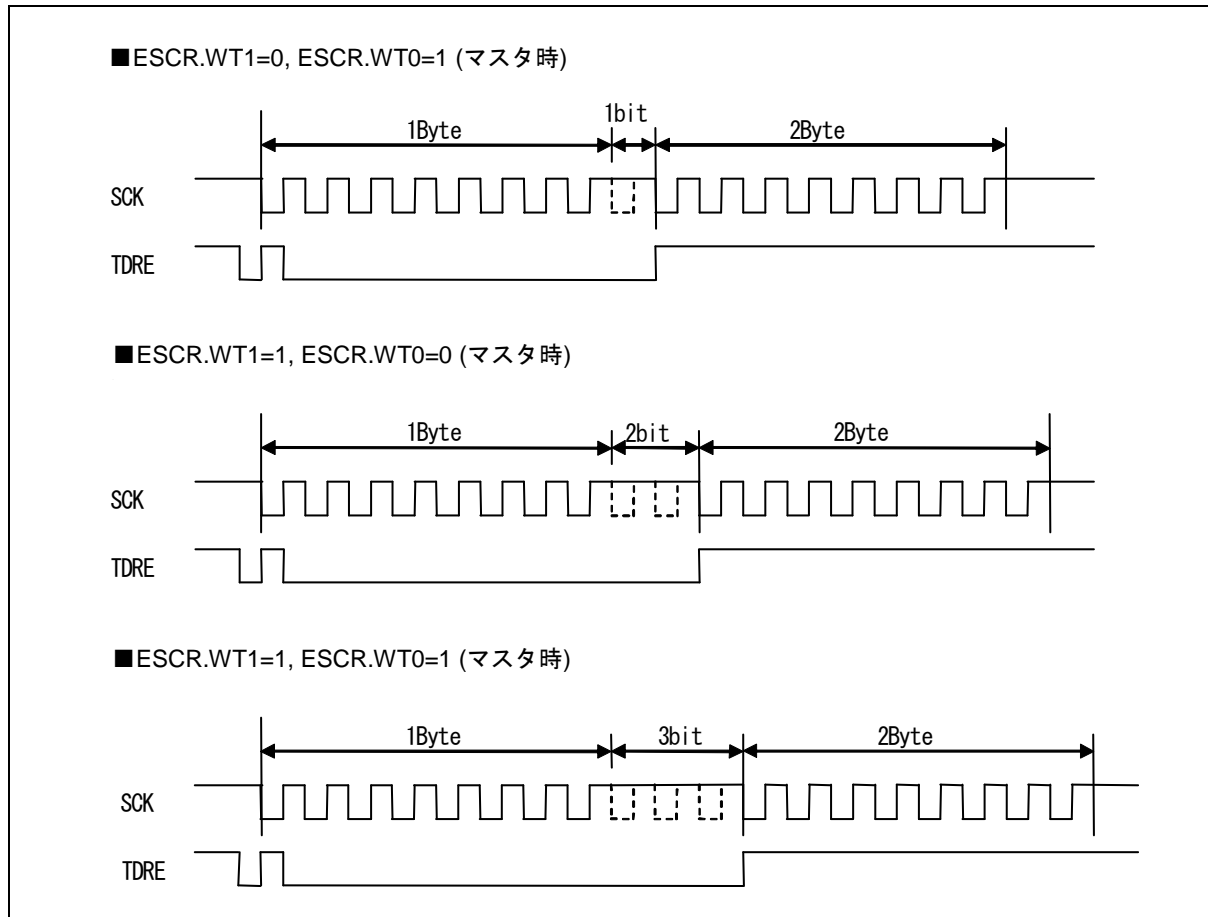 ■ESCR.WT1=0, ESCR.WT0=1 (マスタ時)
1Byte 1bit 2Byte
SCK
TDRE
■ESCR.WT1=1, ESCR.WT0=0 (マスタ時)
1Byte 2bit 2Byte
SCK
TDRE
■ESCR.WT1=1, ESCR.WT0=1 (マスタ時)
1Byte 3bit 2Byte
SCK
TDRE